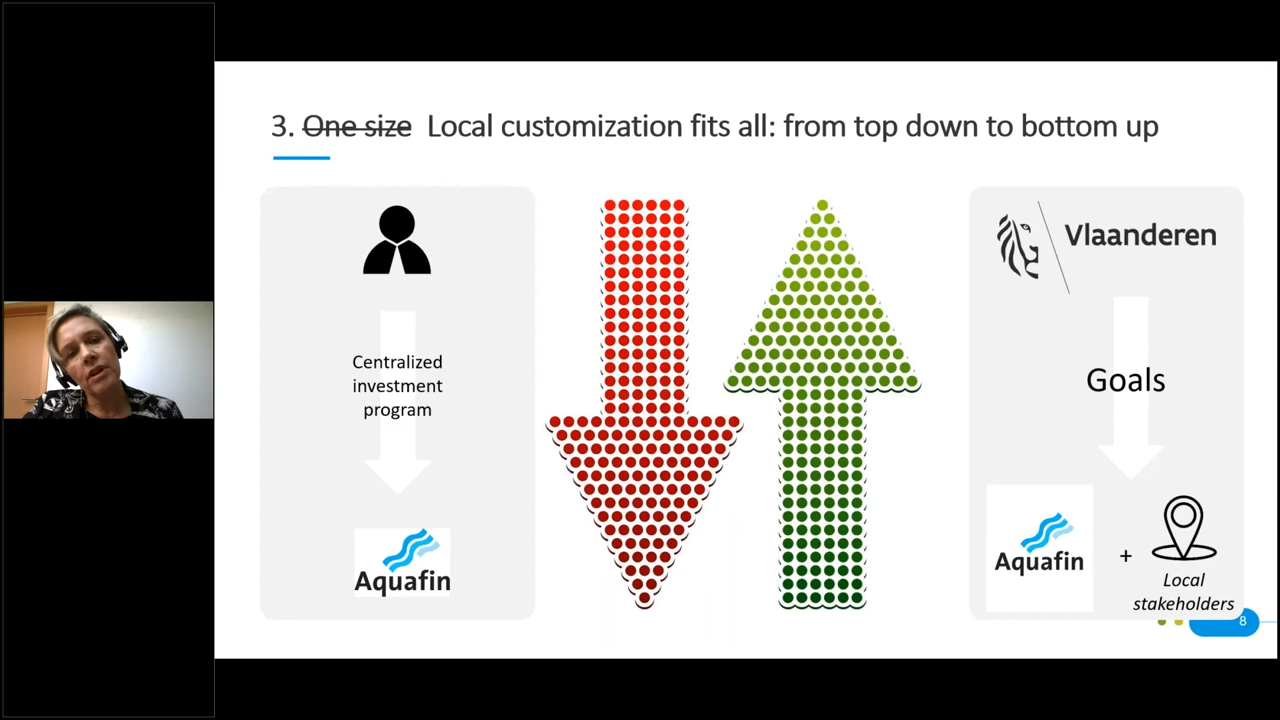 3. One size Local customization fits all: from top down to bottom up
Centralized
investment
program
Aquafin
Vlaanderen
Goals
Aquafin
+
Local
stakeholders
8